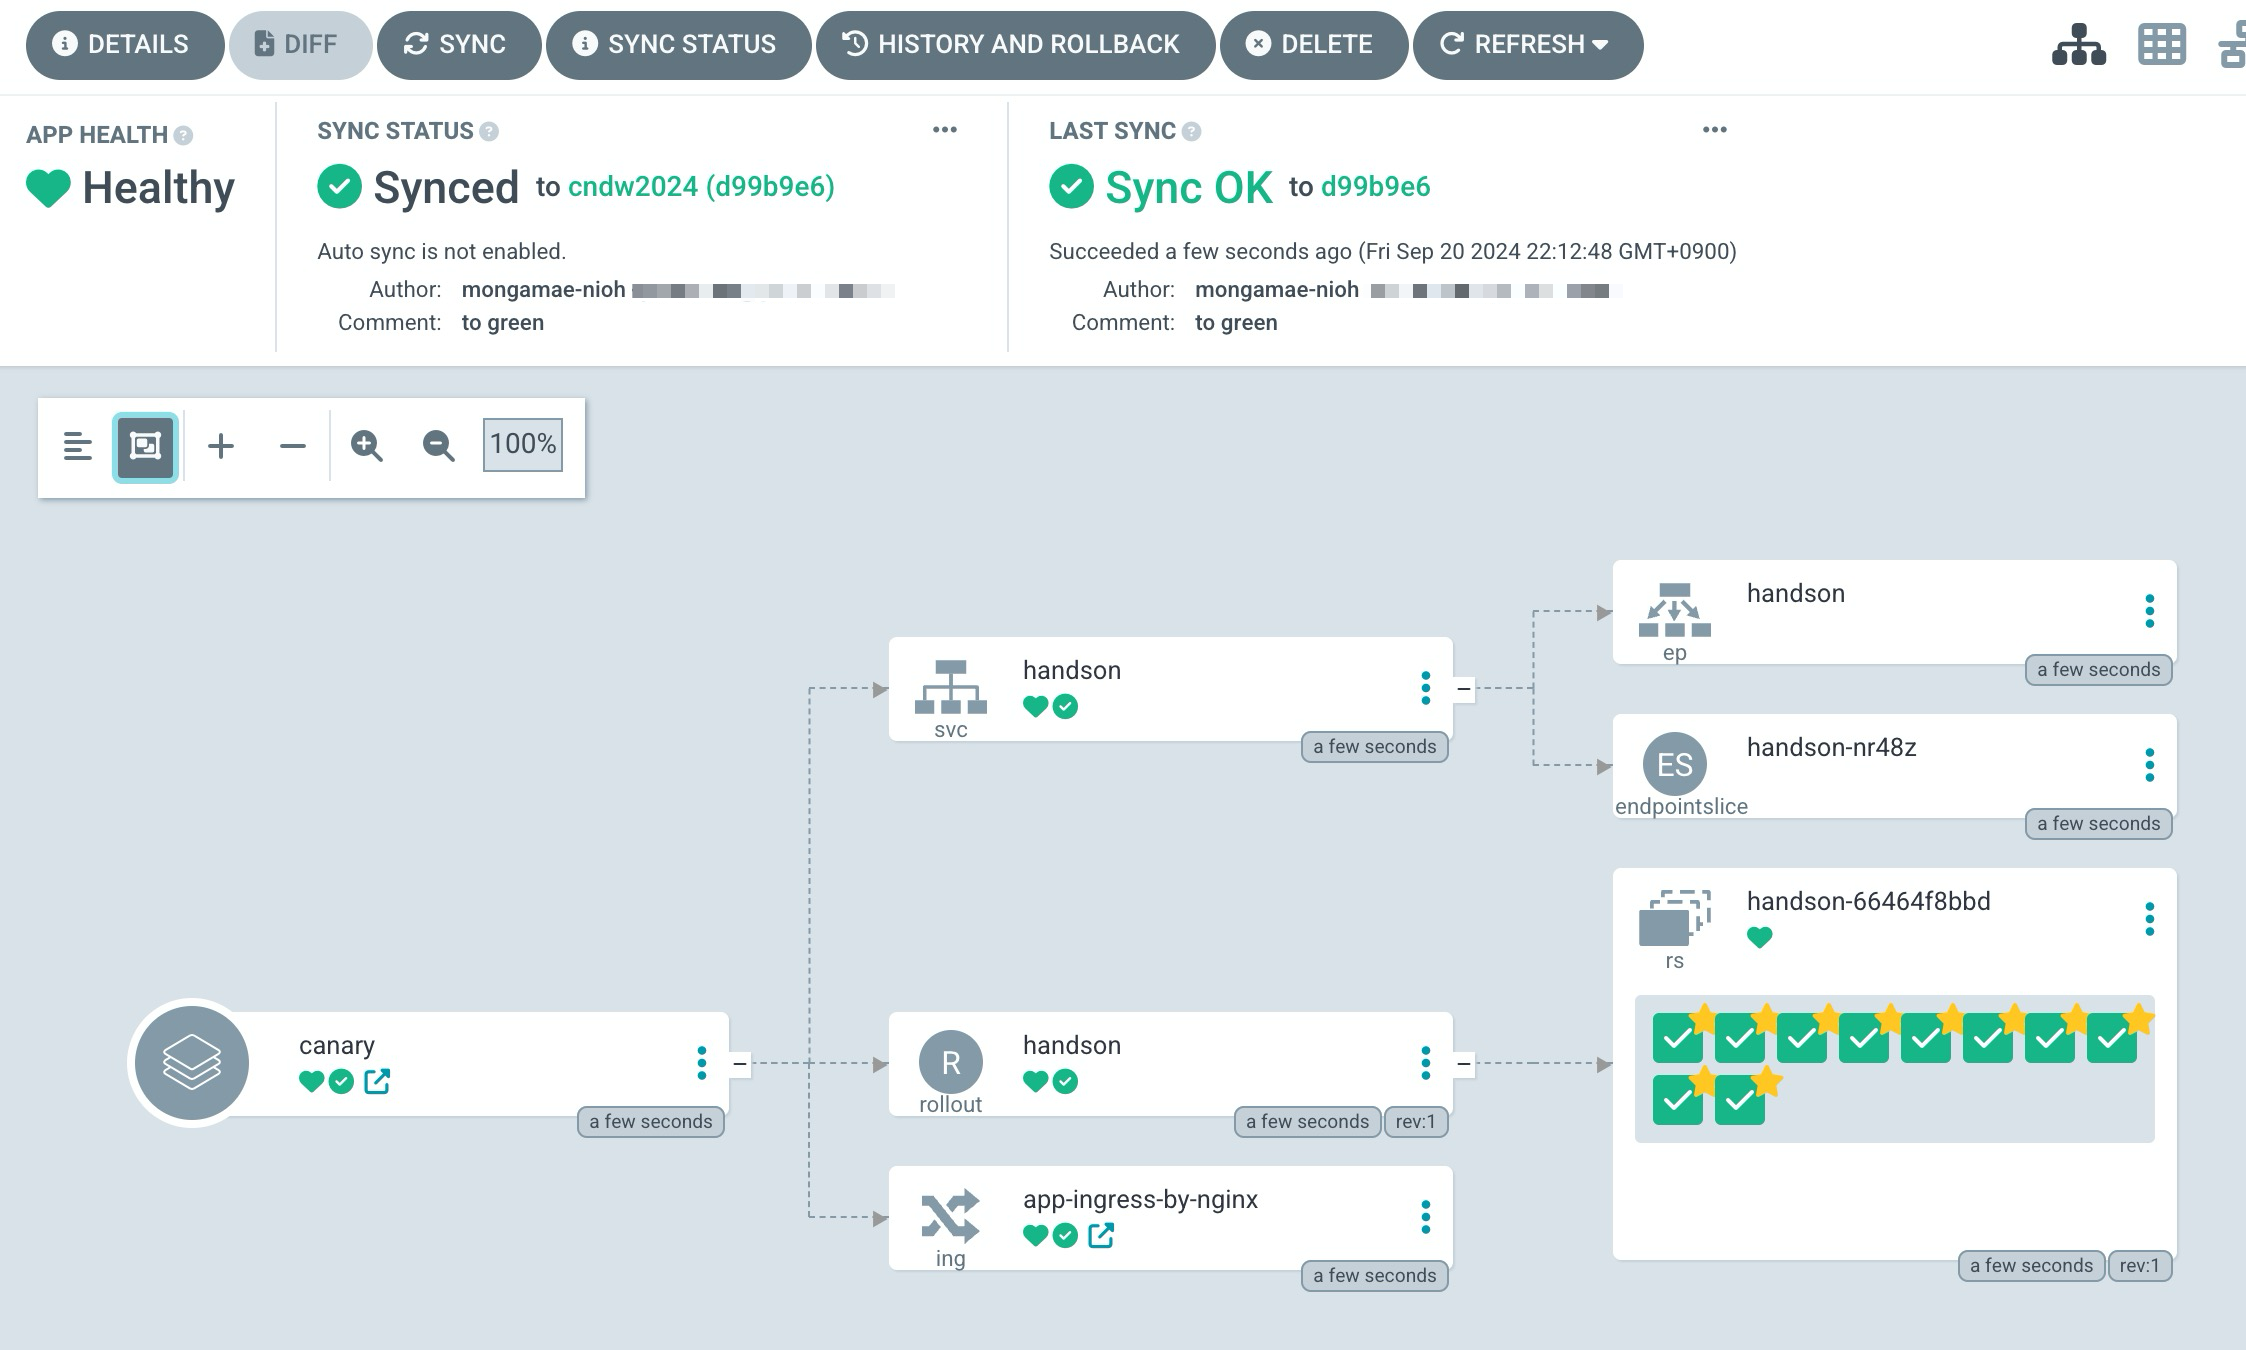 DETAILS DIFF SYNC SYNC STATUS HISTORY AND ROLLBACK DELETE REFRESH
APP HEALTH ?
Healthy
SYNC STATUS ? ...
Synced to cndw2024 (d99b9e6)
Auto sync is not enabled.
Author: mongamae-nioh
Comment: to green
LAST SYNC ? ...
Sync OK to d99b9e6
Succeeded a few seconds ago (Fri Sep 20 2024 22:12:48 GMT+0900)
Author: mongamae-nioh
Comment: to green
100%
canary
a few seconds
handson
svc
a few seconds
handson
R
rollout
a few seconds rev:1
app-ingress-by-nginx
ing
a few seconds
handson
ep
a few seconds
handson-nr48z
ES
endpointslice
a few seconds
handson-66464f8bbd
rs
a few seconds rev:1